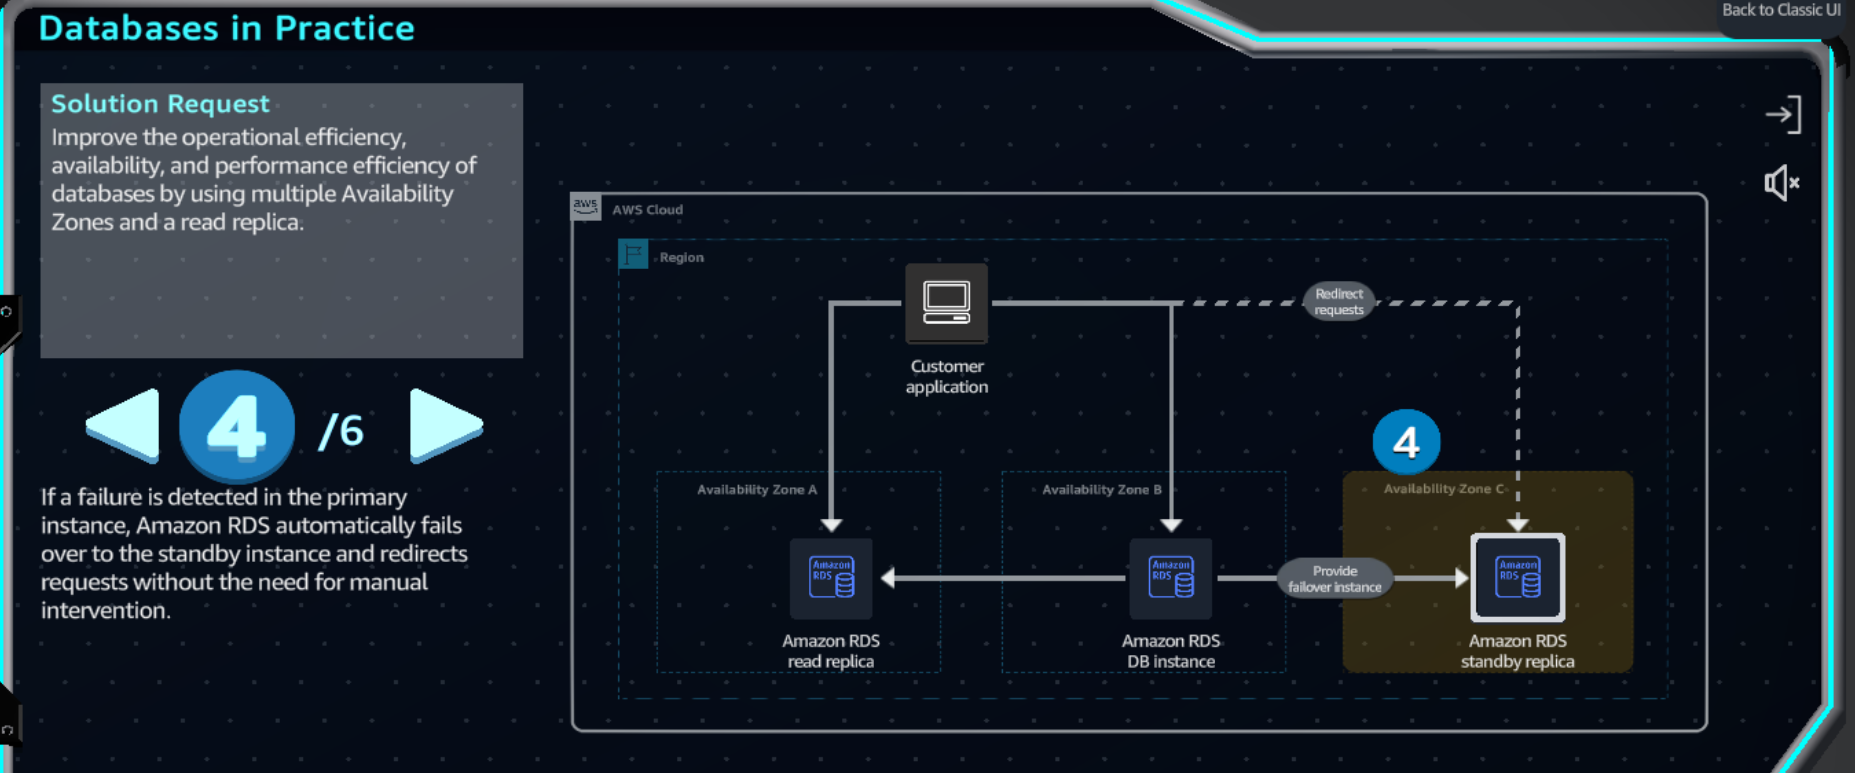 Databases in Practice
Back to Classic UI
Solution Request
Improve the operational efficiency,
availability, and performance efficiency of
databases by using multiple Availability
Zones and a read replica.
4 /6
If a failure is detected in the primary
instance, Amazon RDS automatically fails
over to the standby instance and redirects
requests without the need for manual
intervention.
aws
AWS Cloud
Region
Customer
application
Redirect
requests
4
Availability Zone A
Availability Zone B
Availability Zone C
Amazon
RDS
Amazon
RDS
Provide
failover instance
Amazon
RDS
Amazon RDS
read replica
Amazon RDS
DB instance
Amazon RDS
standby replica